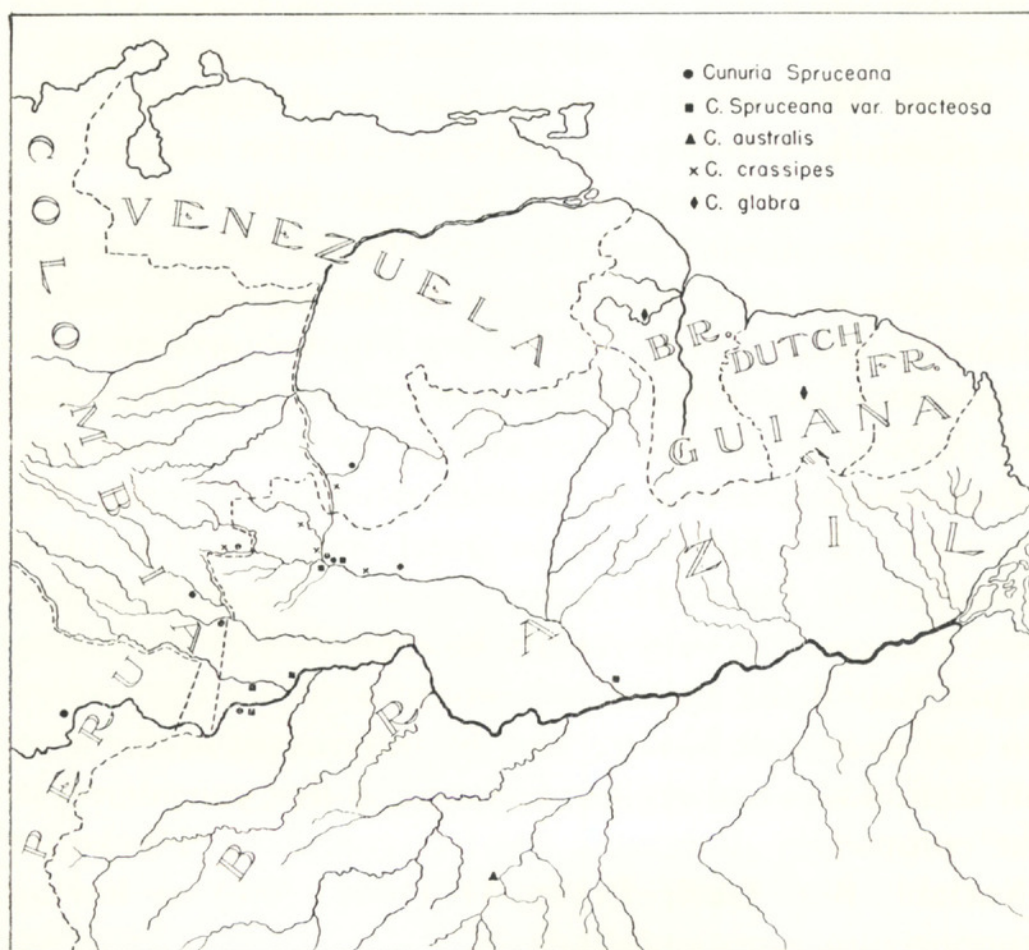 ● Cunuria Spruceana
■ C. Spruceana var. bracteosa
▲ C. australis
× C. crassipes
♦ C. glabra
COLOMBIA
VENEZUELA
BR.
DUTCH
FR.
GUIANA
PERU
BRAZIL